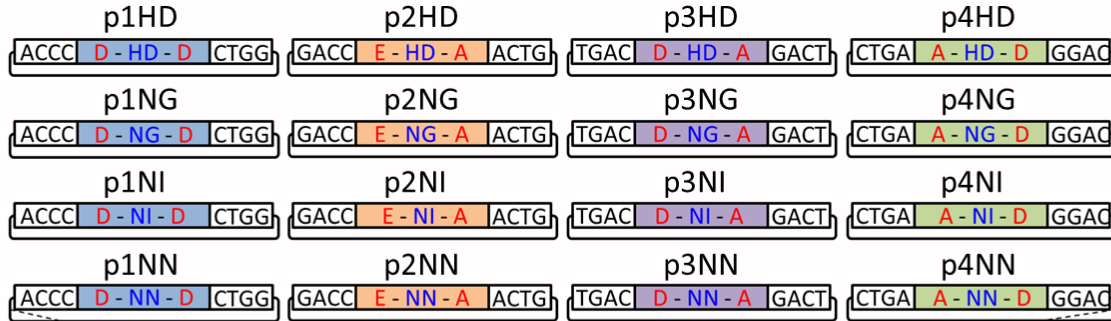 p1HD p2HD p3HD p4HD
ACCC D - HD - D CTGG GACC E - HD - A ACTG TGAC D - HD - A GACT CTGA A - HD - D GGAC
p1NG p2NG p3NG p4NG
ACCC D - NG - D CTGG GACC E - NG - A ACTG TGAC D - NG - A GACT CTGA A - NG - D GGAC
p1NI p2NI p3NI p4NI
ACCC D - NI - D CTGG GACC E - NI - A ACTG TGAC D - NI - A GACT CTGA A - NI - D GGAC
p1NN p2NN p3NN p4NN
ACCC D - NN - D CTGG GACC E - NN - A ACTG TGAC D - NN - A GACT CTGA A - NN - D GGAC